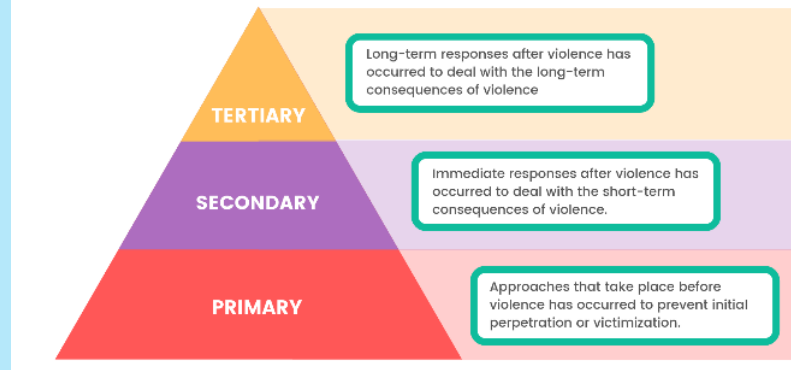 Long-term responses after violence has
occurred to deal with the long-term
consequences of violence
TERTIARY
Immediate responses after violence has
occurred to deal with the short-term
consequences of violence.
SECONDARY
Approaches that take place before
violence has occurred to prevent initial
perpetration or victimization.
PRIMARY